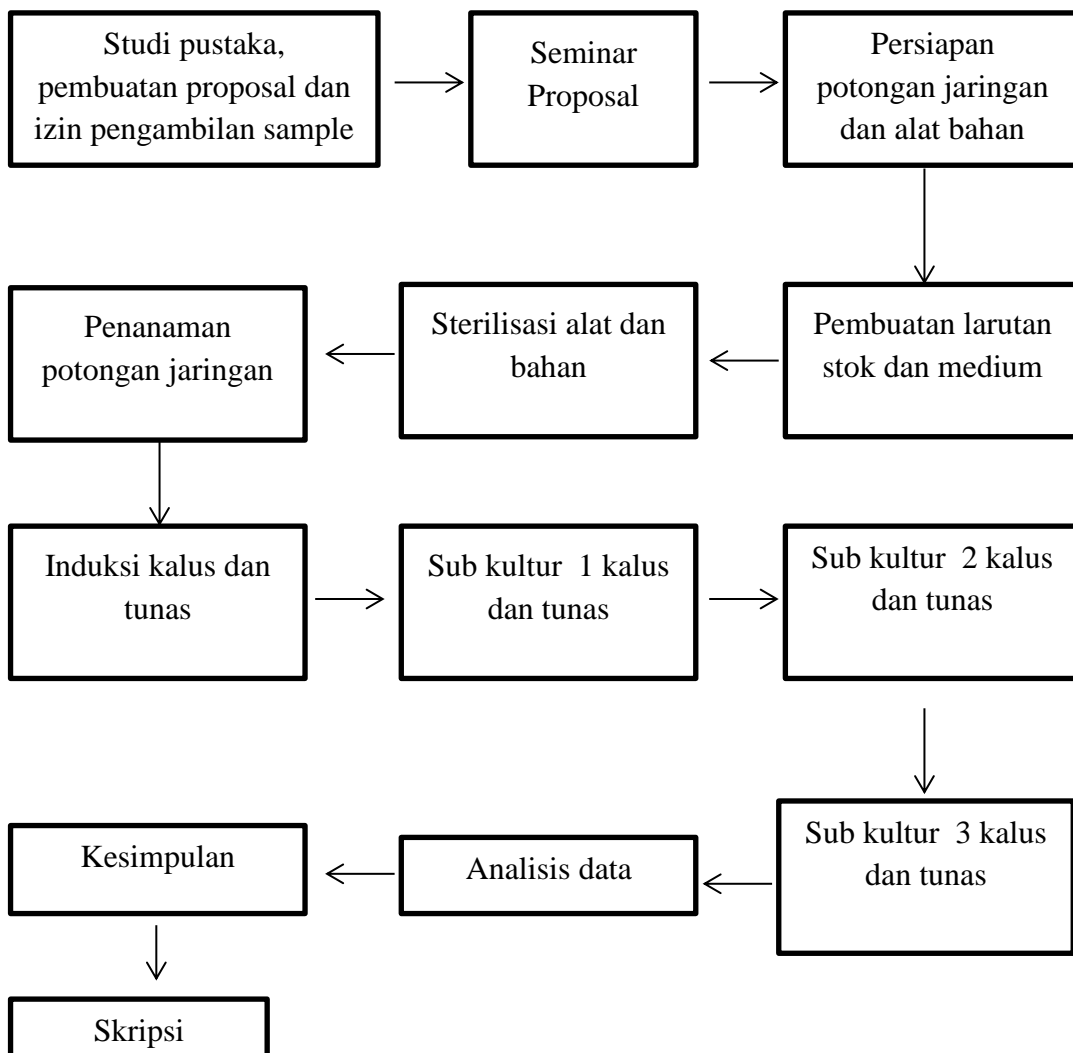 Studi pustaka,
pembuatan proposal dan
izin pengambilan sample
Seminar
Proposal
Persiapan
potongan jaringan
dan alat bahan
Pembuatan larutan
stok dan medium
Sterilisasi alat dan
bahan
Penanaman
potongan jaringan
Induksi kalus dan
tunas
Sub kultur 1 kalus
dan tunas
Sub kultur 2 kalus
dan tunas
Sub kultur 3 kalus
dan tunas
Analisis data
Kesimpulan
Skripsi